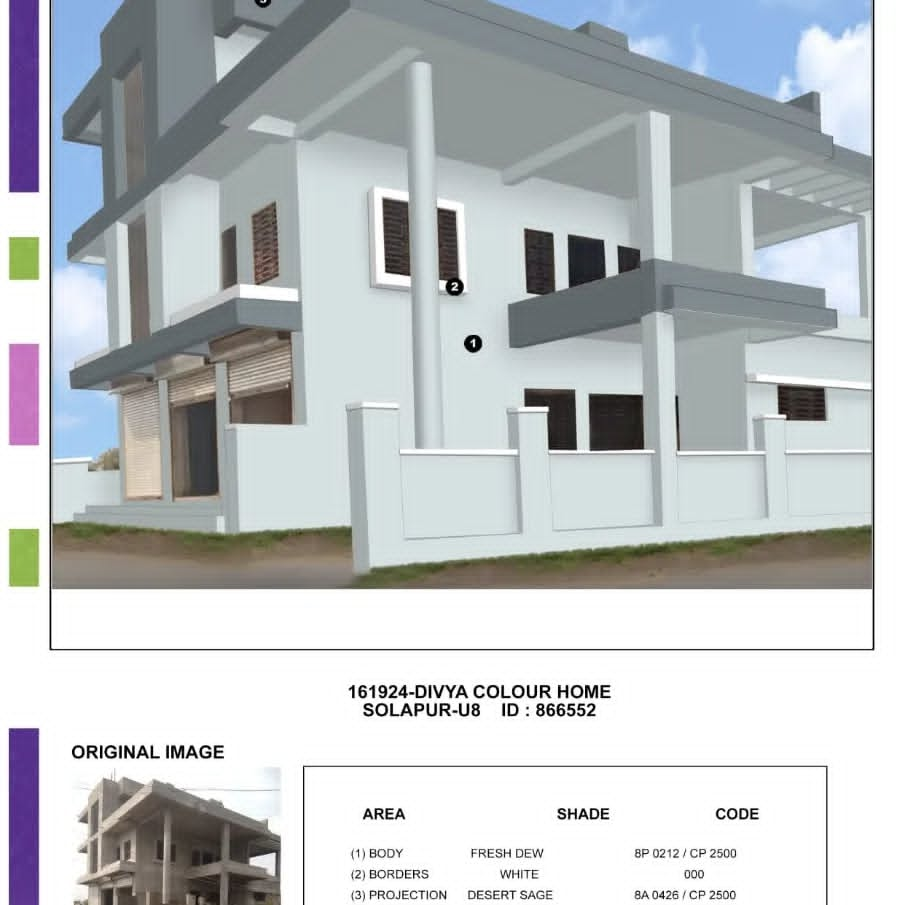 3
2
1
161924-DIVYA COLOUR HOME
SOLAPUR-U8 ID : 866552
ORIGINAL IMAGE
AREA SHADE CODE
(1) BODY FRESH DEW 8P 0212 / CP 2500
(2) BORDERS WHITE 000
(3) PROJECTION DESERT SAGE 8A 0426 / CP 2500